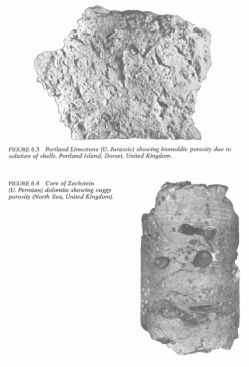 FIGURE 6.3 Portland Limestone (U. Jurassic) showing biomoldic porosity due to
solution of shells. Portland Island, Dorset, United Kingdom.
FIGURE 6.4 Core of Zechstein
(U. Permian) dolomite showing vuggy
porosity (North Sea, United Kingdom).